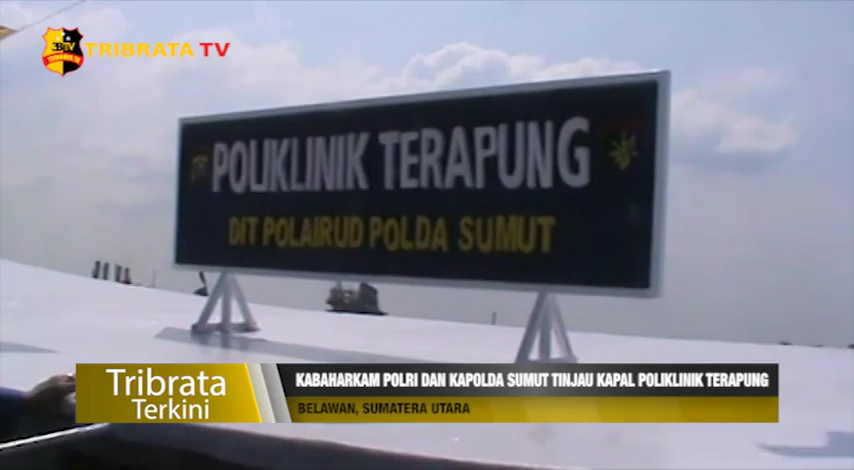 TRIBRATA TV
POLIKLINIK TERAPUNG
DIT POLAIRUD POLDA SUMUT
Tribrata
Terkini
KABAHARKAM POLRI DAN KAPOLDA SUMUT TINJAU KAPAL POLIKLINIK TERAPUNG
BELAWAN, SUMATERA UTARA